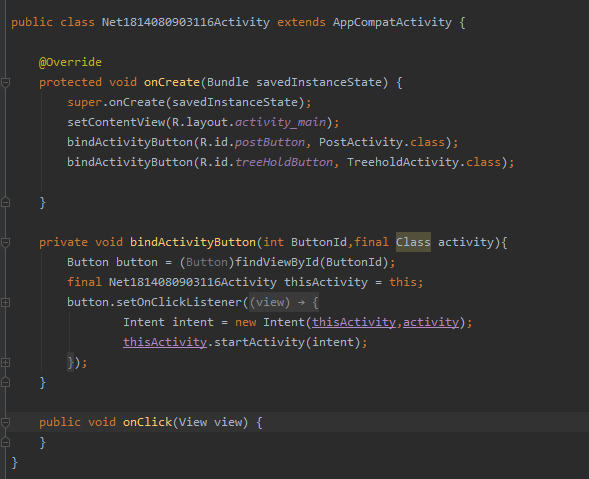 public class Net1814080903116Activity extends AppCompatActivity {
@Override
protected void onCreate(Bundle savedInstanceState) {
super.onCreate(savedInstanceState);
setContentView(R.layout.activity_main);
bindActivityButton(R.id.postButton, PostActivity.class);
bindActivityButton(R.id.treeHoldButton, TreeholdActivity.class);
}
private void bindActivityButton(int ButtonId,final Class activity){
Button button = (Button)findViewById(ButtonId);
final Net1814080903116Activity thisActivity = this;
button.setOnClickListener((view) → {
Intent intent = new Intent(thisActivity,activity);
thisActivity.startActivity(intent);
});
}
public void onClick(View view) {
}
}